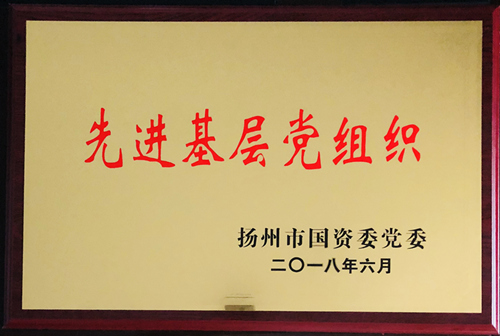 先进基层党组织
扬州市国资委党委
二〇一八年六月